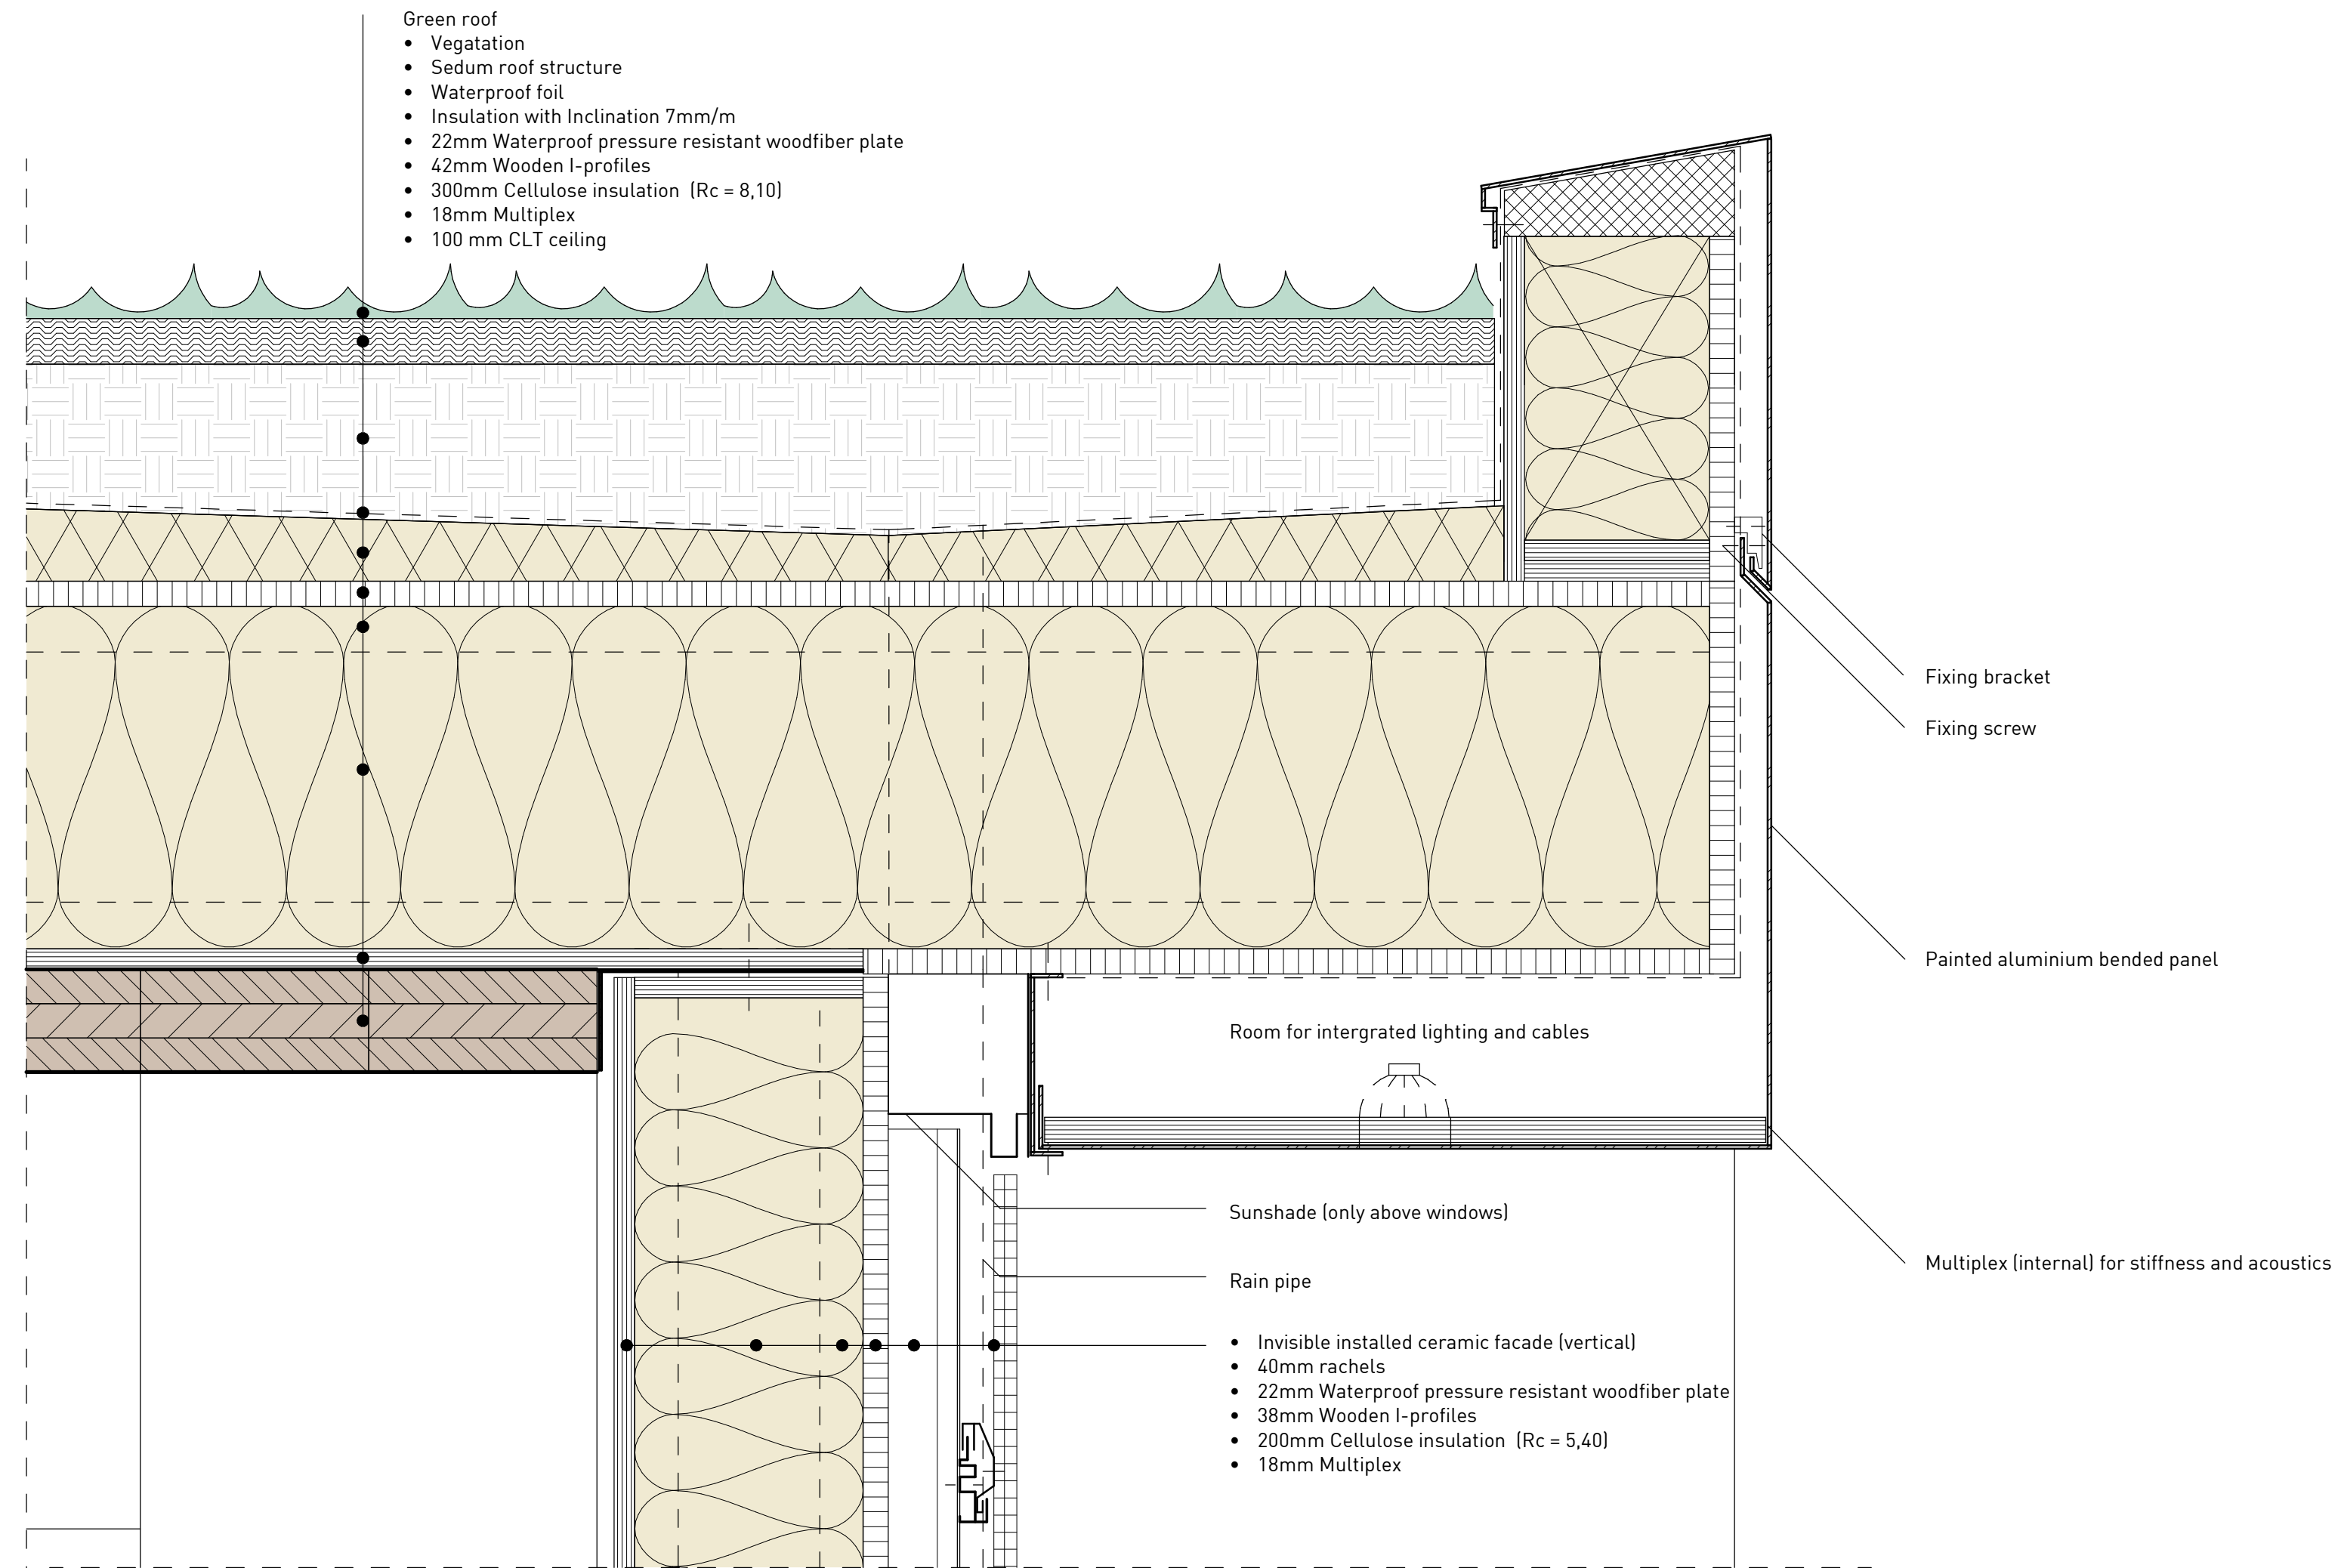 Green roof
• Vegatation
• Sedum roof structure
• Waterproof foil
• Insulation with Inclination 7mm/m
• 22mm Waterproof pressure resistant woodfiber plate
• 42mm Wooden I-profiles
• 300mm Cellulose insulation (Rc = 8,10)
• 18mm Multiplex
• 100 mm CLT ceiling
Fixing bracket
Fixing screw
Painted aluminium bended panel
Room for intergrated lighting and cables
Sunshade (only above windows)
Multiplex (internal) for stiffness and acoustics
Rain pipe
• Invisible installed ceramic facade (vertical)
• 40mm rachels
• 22mm Waterproof pressure resistant woodfiber plate
• 38mm Wooden I-profiles
• 200mm Cellulose insulation (Rc = 5,40)
• 18mm Multiplex